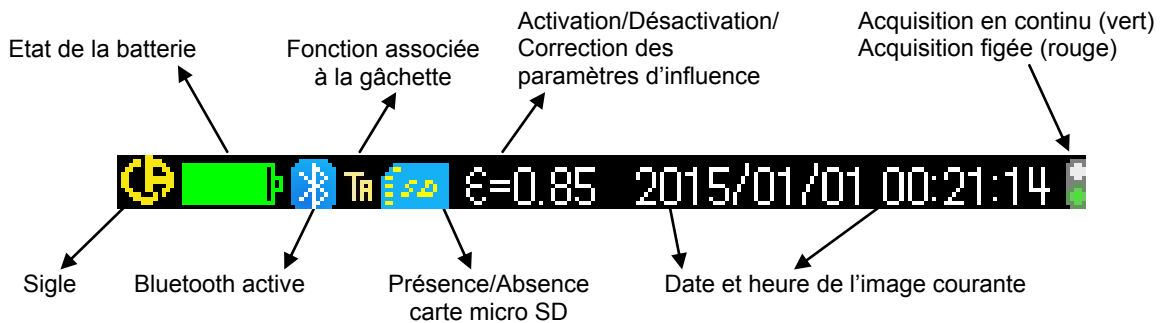 Activation/Désactivation/
Correction des
paramètres d'influence
Acquisition en continu (vert)
Acquisition figée (rouge)
Etat de la batterie
Fonction associée
à la gâchette
TA SD ε=0.85 2015/01/01 00:21:14
Sigle
Bluetooth active
Présence/Absence
carte micro SD
Date et heure de l'image courante